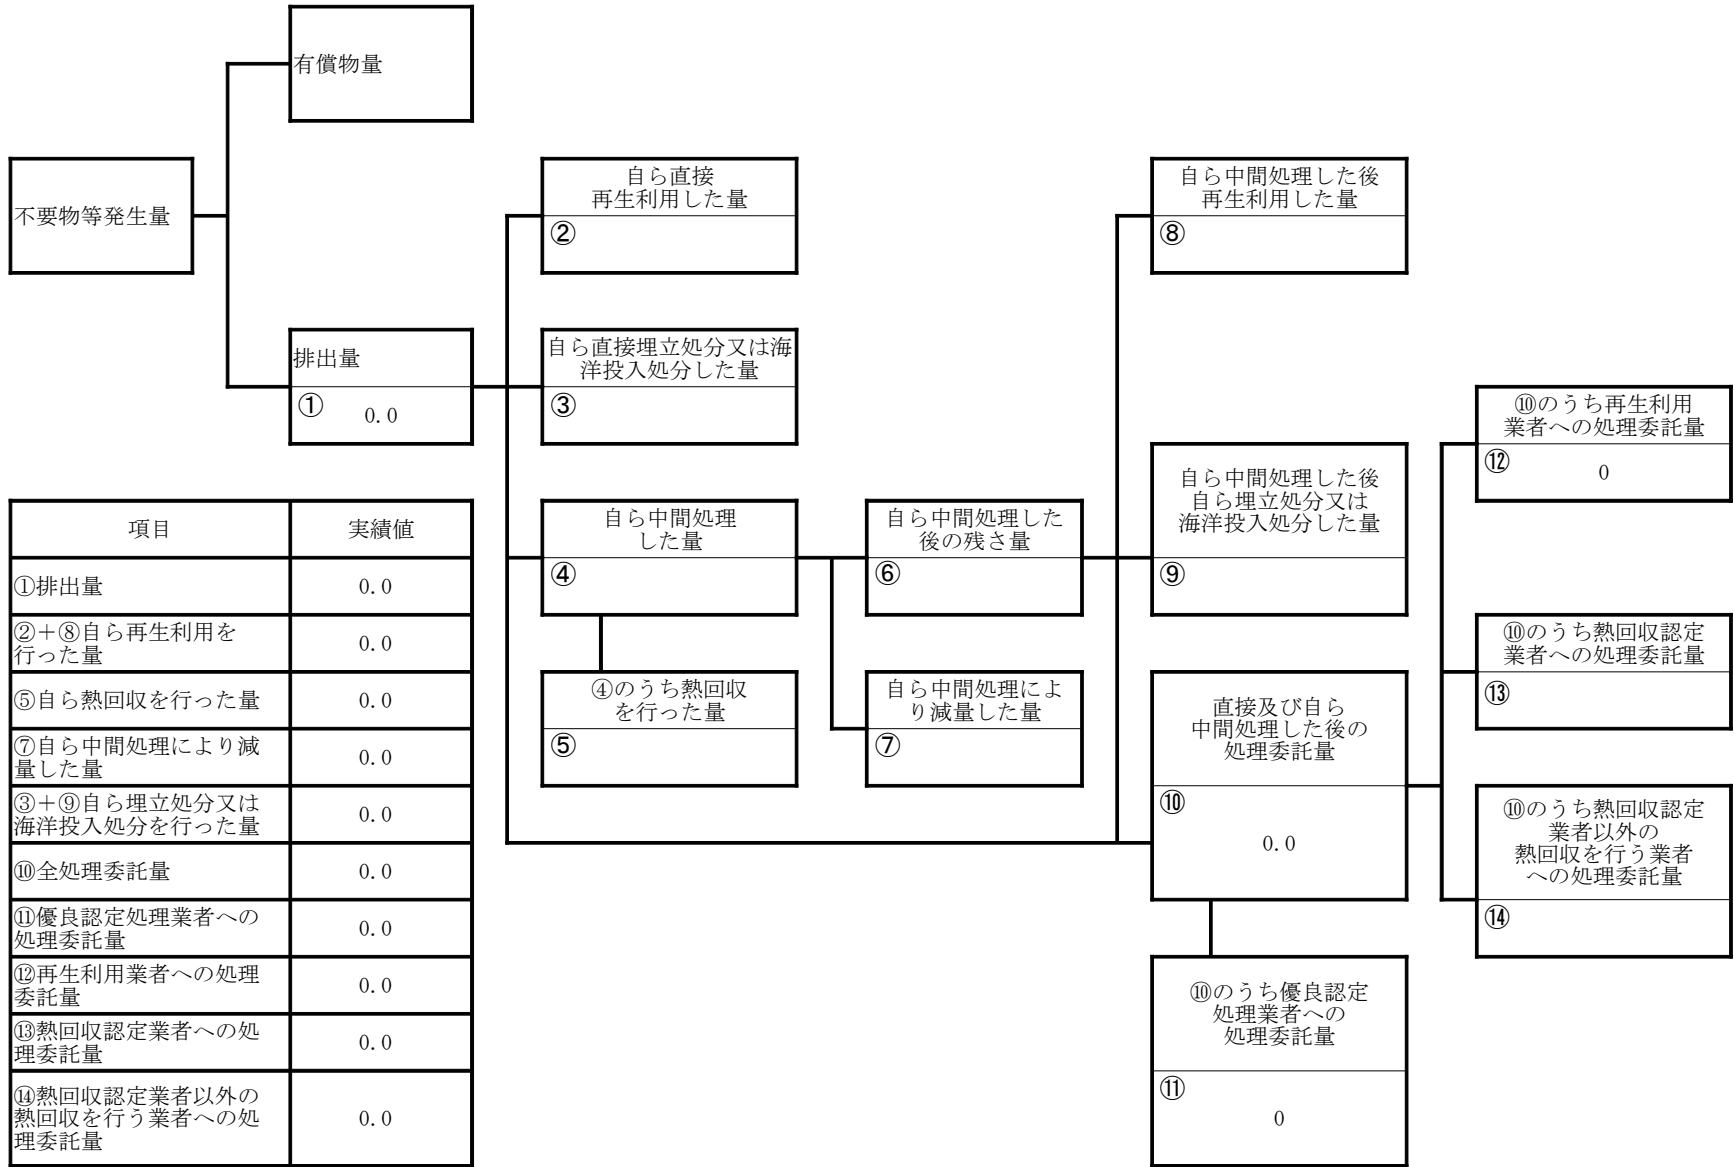 有償物量
不要物等発生量
排出量
①
0.0
自ら直接
再生利用した量
②
自ら直接埋立処分又は海
洋投入処分した量
③
自ら中間処理
した量
④
④のうち熱回収
を行った量
⑤
自ら中間処理した
後の残さ量
⑥
自ら中間処理によ
り減量した量
⑦
自ら中間処理した後
再生利用した量
⑧
自ら中間処理した後
自ら埋立処分又は
海洋投入処分した量
⑨
直接及び自ら
中間処理した後の
処理委託量
⑩
0.0
⑩のうち優良認定
処理業者への
処理委託量
⑪
0
⑩のうち再生利用
業者への処理委託量
⑫
0
⑩のうち熱回収認定
業者への処理委託量
⑬
⑩のうち熱回収認定
業者以外の
熱回収を行う業者
への処理委託量
⑭
項目 実績値
①排出量 0.0
②+⑧自ら再生利用を
行った量 0.0
⑤自ら熱回収を行った量 0.0
⑦自ら中間処理により減
量した量 0.0
③+⑨自ら埋立処分又は
海洋投入処分を行った量 0.0
⑩全処理委託量 0.0
⑪優良認定処理業者への
処理委託量 0.0
⑫再生利用業者への処理
委託量 0.0
⑬熱回収認定業者への処
理委託量 0.0
⑭熱回収認定業者以外の
熱回収を行う業者への処
理委託量 0.0